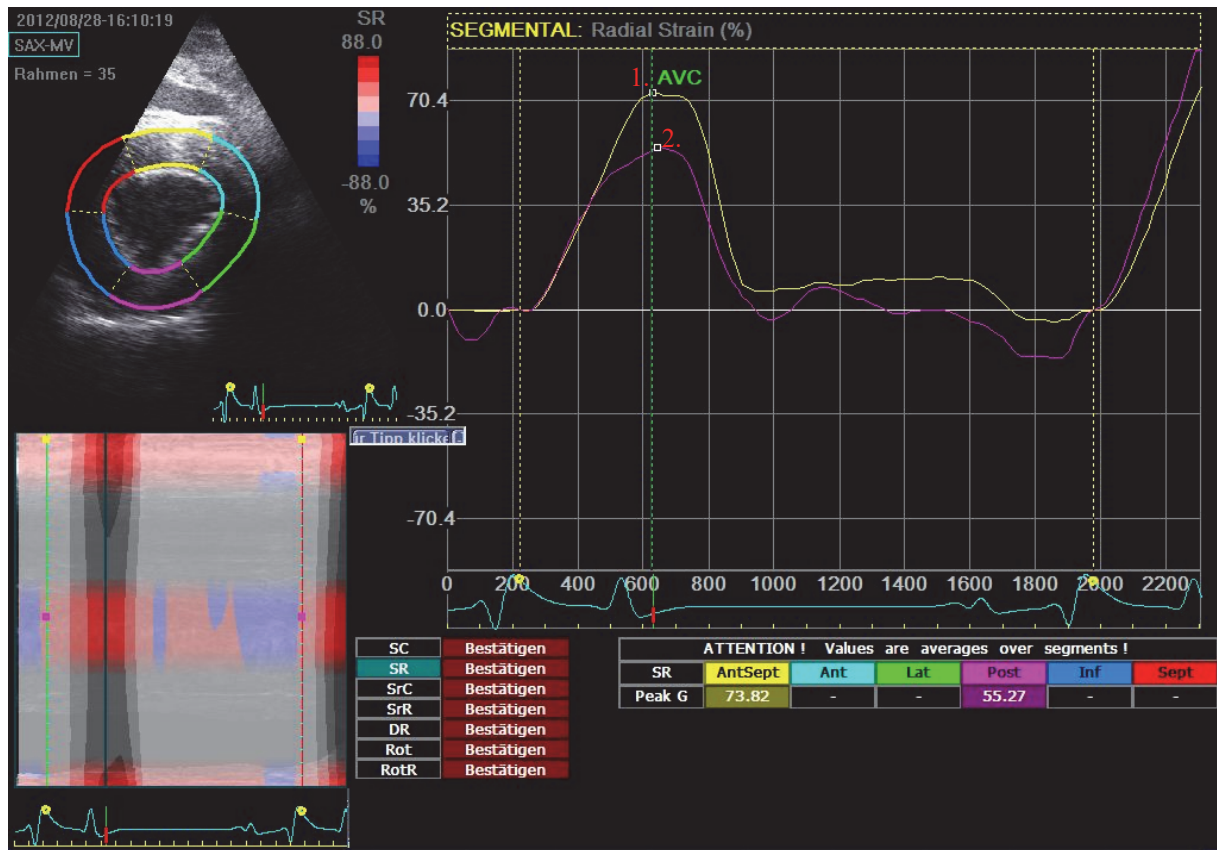 2012/08/28-16:10:19
SAX-MV
Rahmen = 35
SR
88.0
-88.0
%
SEGMENTAL: Radial Strain (%)
1. AVC
2.
70.4
35.2
0.0
-35.2
-70.4
0 200 400 600 800 1000 1200 1400 1600 1800 2000 2200
Tipp klicke
SC Bestätigen
SR Bestätigen
SrC Bestätigen
SrR Bestätigen
DR Bestätigen
Rot Bestätigen
RotR Bestätigen
ATTENTION ! Values are averages over segments !
SR AntSept Ant Lat Post Inf Sept
Peak G 73.82 - - 55.27 - -